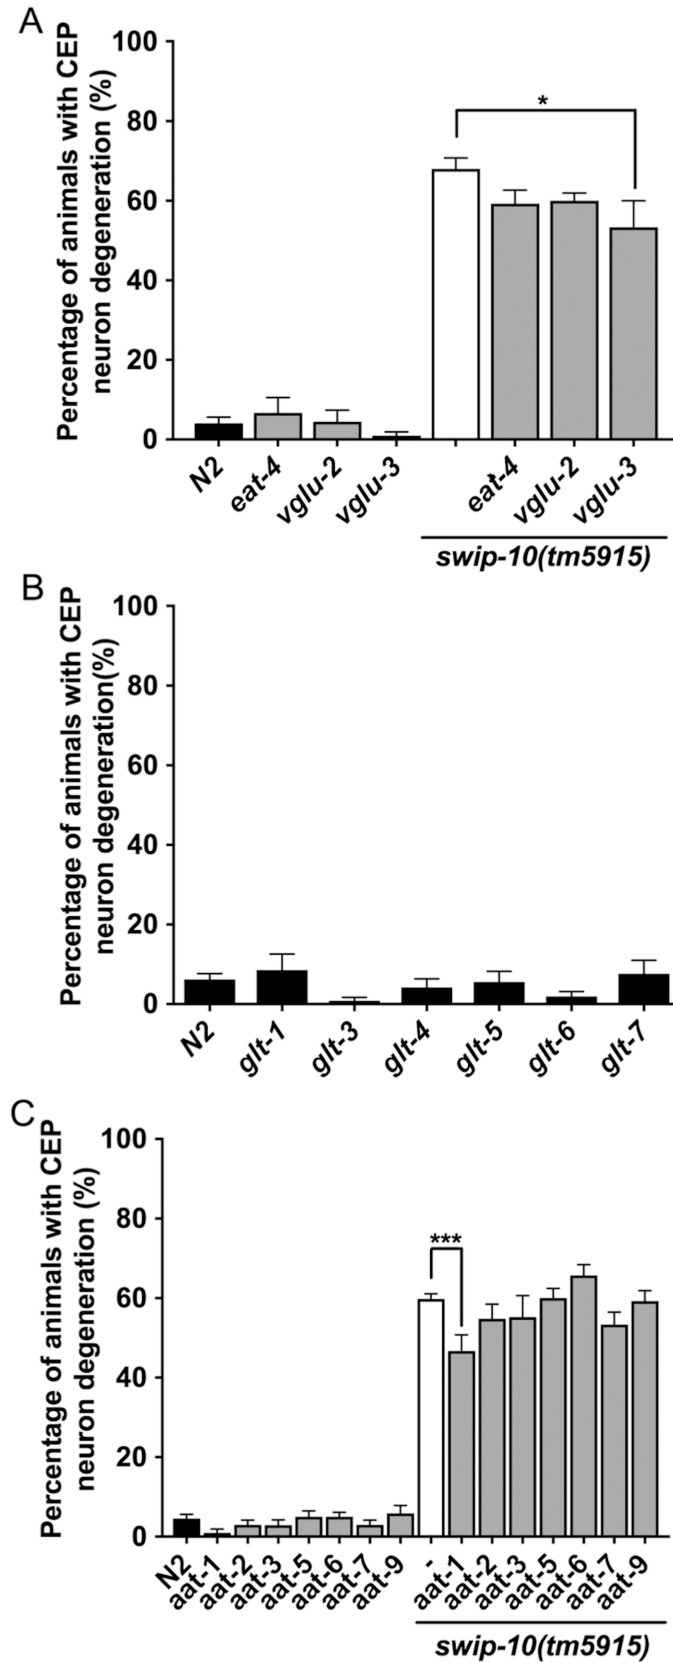 A
Percentage of animals with CEP
neuron degeneration (%)
100
80
60
40
20
0
*
N2
eat-4
vglu-2
vglu-3
eat-4
vglu-2
vglu-3
swip-10(tm5915)
B
Percentage of animals with CEP
neuron degeneration(%)
100
80
60
40
20
0
N2
glt-1
glt-3
glt-4
glt-5
glt-6
glt-7
C
Percentage of animals with CEP
neuron degeneration (%)
100
80
60
40
20
0
***
N2
aat-1
aat-2
aat-3
aat-5
aat-6
aat-7
aat-9
-
aat-1
aat-2
aat-3
aat-5
aat-6
aat-7
aat-9
swip-10(tm5915)